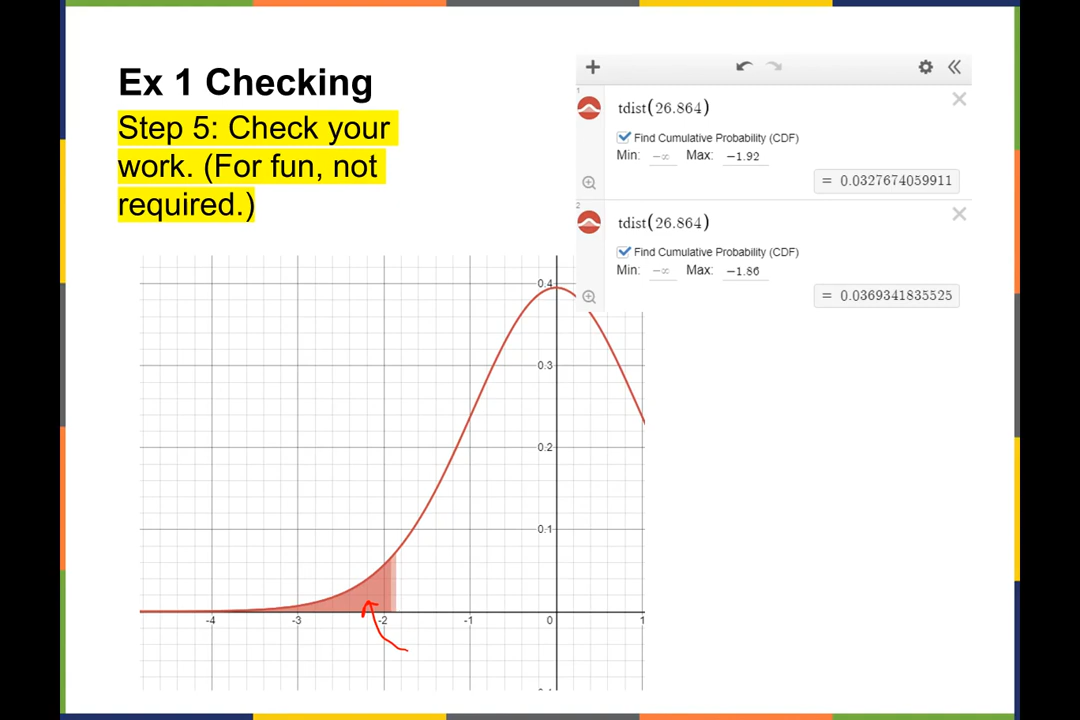 Ex 1 Checking
Step 5: Check your
work. (For fun, not
required.)
1
tdist(26.864)
Find Cumulative Probability (CDF)
Min: −∞ Max: −1.92
= 0.0327674059911
2
tdist(26.864)
Find Cumulative Probability (CDF)
Min: −∞ Max: −1.86
= 0.0369341835525
0.4
0.3
0.2
0.1
-4 -3 -2 -1 0 1